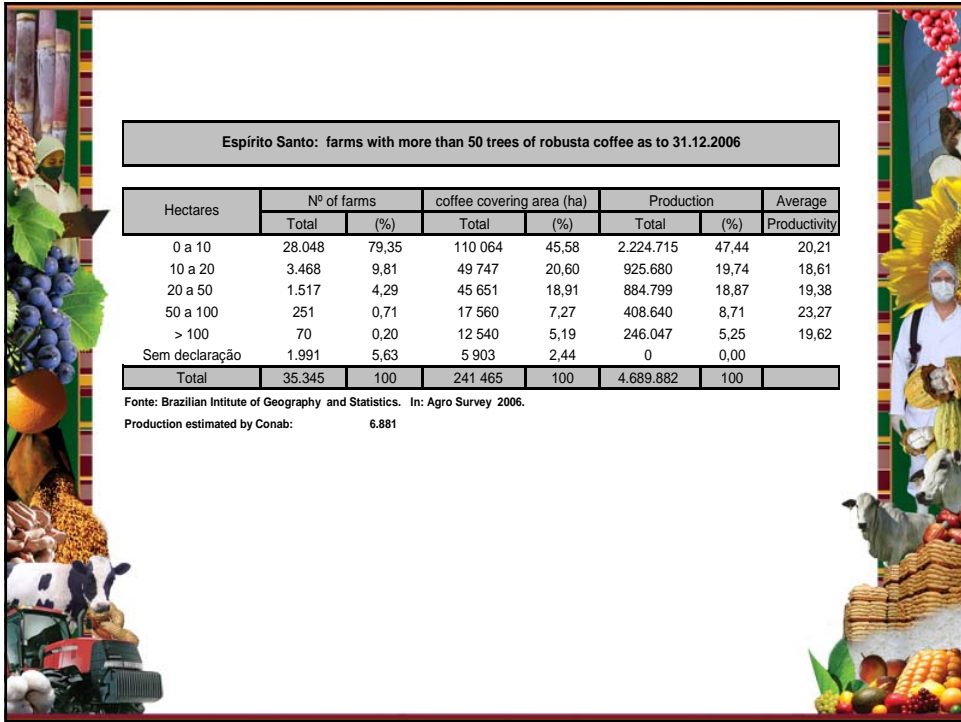 Espírito Santo: farms with more than 50 trees of robusta coffee as to 31.12.2006
Hectares Nº of farms coffee covering area (ha) Production Average
Total (%) Total (%) Total (%) Productivity
0 a 10 28.048 79,35 110 064 45,58 2.224.715 47,44 20,21
10 a 20 3.468 9,81 49 747 20,60 925.680 19,74 18,61
20 a 50 1.517 4,29 45 651 18,91 884.799 18,87 19,38
50 a 100 251 0,71 17 560 7,27 408.640 8,71 23,27
> 100 70 0,20 12 540 5,19 246.047 5,25 19,62
Sem declaração 1.991 5,63 5 903 2,44 0 0,00
Total 35.345 100 241 465 100 4.689.882 100
Fonte: Brazilian Intitute of Geography and Statistics. In: Agro Survey 2006.
Production estimated by Conab: 6.881